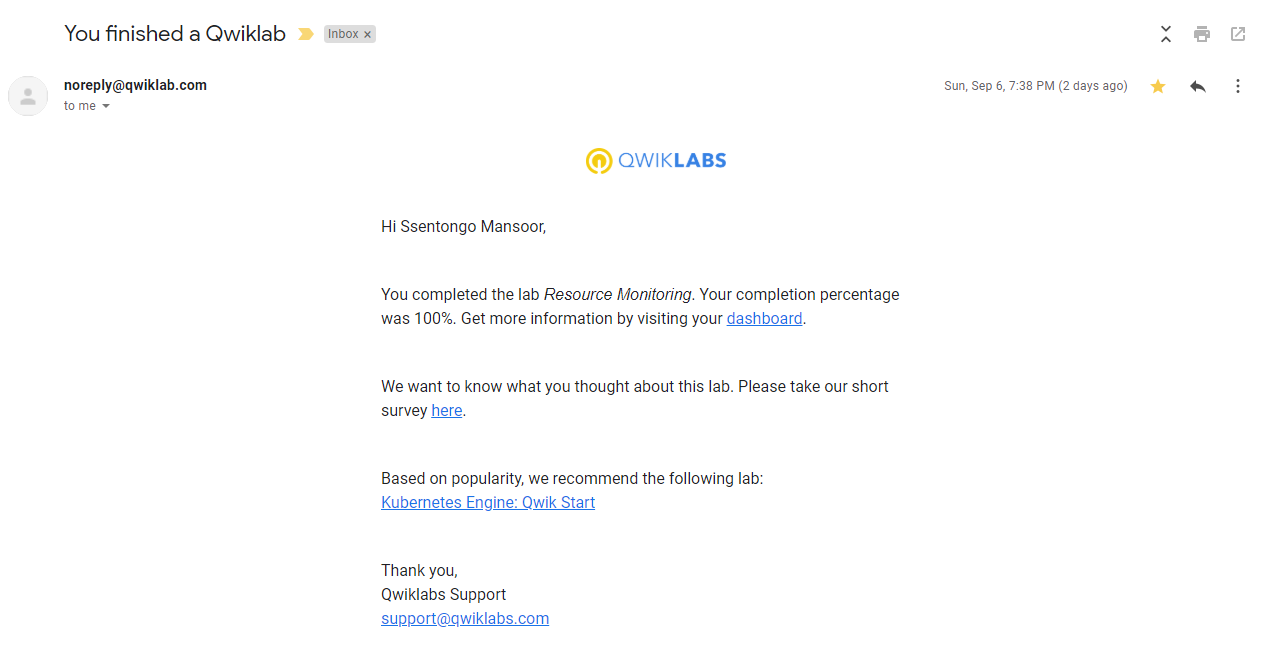 You finished a Qwiklab Inbox x
noreply@qwiklab.com Sun, Sep 6, 7:38 PM (2 days ago)
to me
QWIKLABS
Hi Ssentongo Mansoor,
You completed the lab Resource Monitoring. Your completion percentage
was 100%. Get more information by visiting your dashboard.
We want to know what you thought about this lab. Please take our short
survey here.
Based on popularity, we recommend the following lab:
Kubernetes Engine: Qwik Start
Thank you,
Qwiklabs Support
support@qwiklabs.com